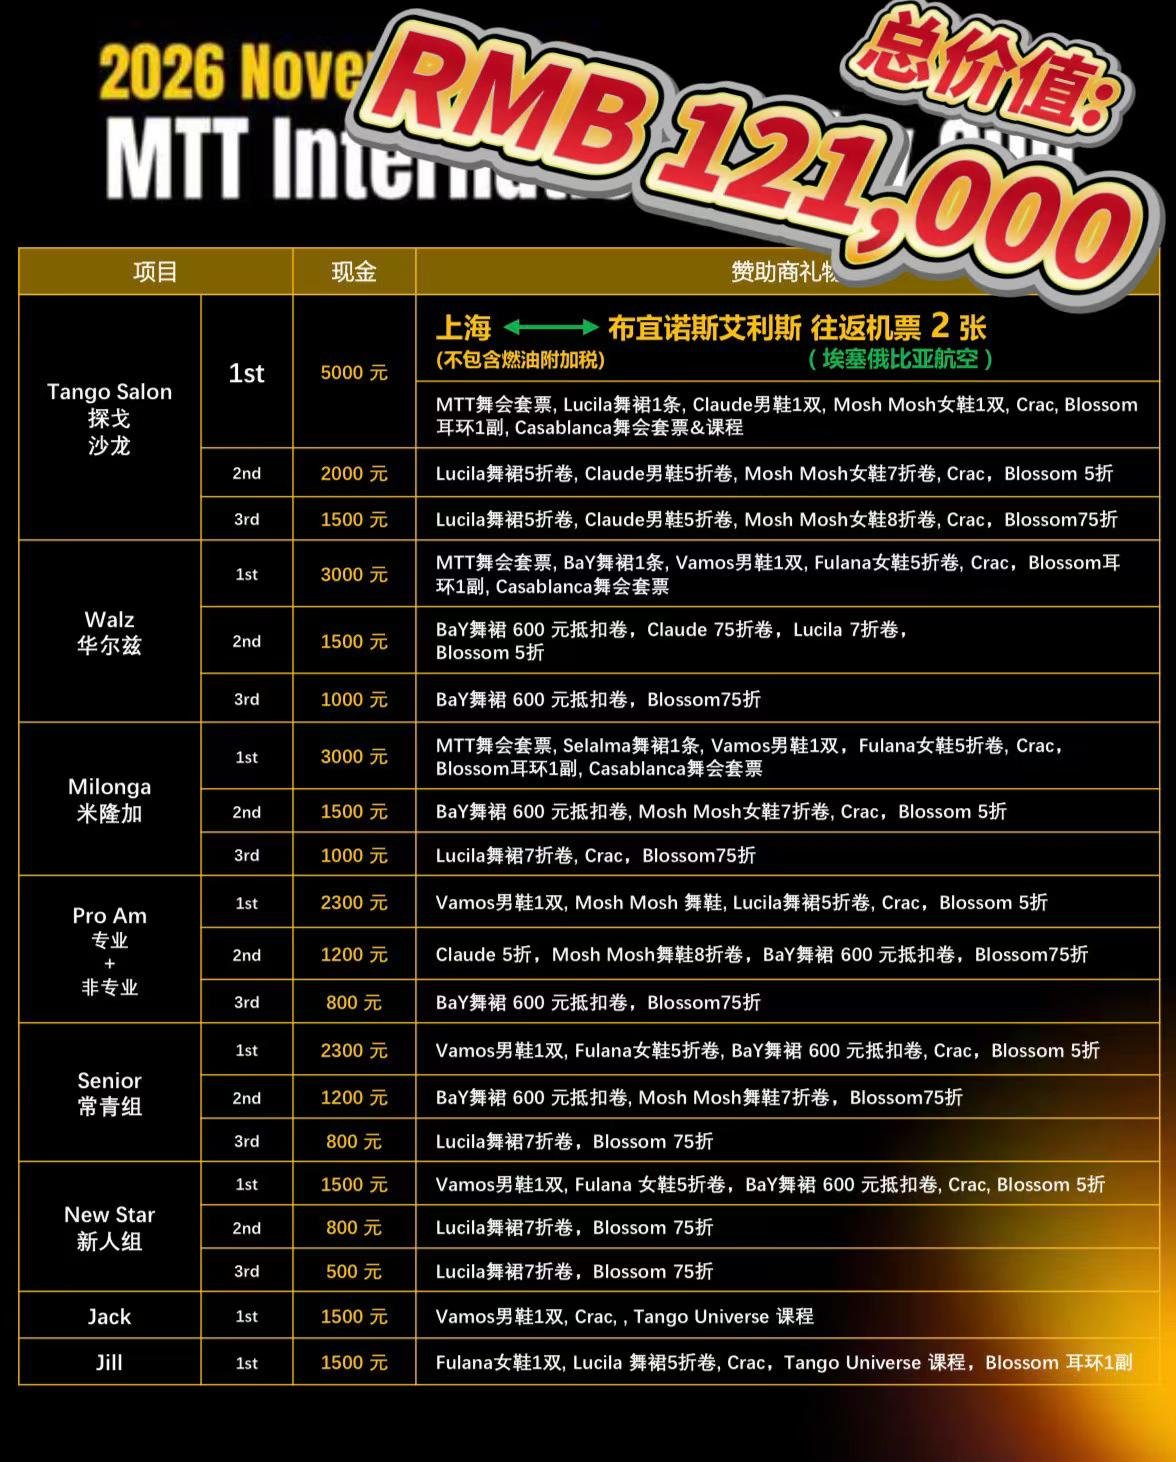 2026 Nove
总价值:
RMB 121,000
MTT Internat
项目 现金 赞助商礼物
Tango Salon
探戈
沙龙
1st 5000 元
上海 布宜诺斯艾利斯 往返机票 2 张
(不包含燃油附加税) (埃塞俄比亚航空)
MTT舞会套票, Lucila舞裙1条, Claude男鞋1双, Mosh Mosh女鞋1双, Crac, Blossom
耳环1副, Casablanca舞会套票&课程
2nd 2000 元 Lucila舞裙5折卷, Claude男鞋5折卷, Mosh Mosh女鞋7折卷, Crac，Blossom 5折
3rd 1500 元 Lucila舞裙5折卷, Claude男鞋5折卷, Mosh Mosh女鞋8折卷, Crac，Blossom75折
Walz
华尔兹
1st 3000 元 MTT舞会套票, BaY舞裙1条, Vamos男鞋1双, Fulana女鞋5折卷, Crac，Blossom耳
环1副, Casablanca舞会套票
2nd 1500 元 BaY舞裙 600 元抵扣卷，Claude 75折卷，Lucila 7折卷，
Blossom 5折
3rd 1000 元 BaY舞裙 600 元抵扣卷，Blossom75折
Milonga
米隆加
1st 3000 元 MTT舞会套票, Selalma舞裙1条, Vamos男鞋1双，Fulana女鞋5折卷, Crac，
Blossom耳环1副, Casablanca舞会套票
2nd 1500 元 BaY舞裙 600 元抵扣卷, Mosh Mosh女鞋7折卷, Crac，Blossom 5折
3rd 1000 元 Lucila舞裙7折卷, Crac，Blossom75折
Pro Am
专业
+
非专业
1st 2300 元 Vamos男鞋1双, Mosh Mosh 舞鞋, Lucila舞裙5折卷, Crac，Blossom 5折
2nd 1200 元 Claude 5折，Mosh Mosh舞鞋8折卷，BaY舞裙 600 元抵扣卷，Blossom75折
3rd 800 元 BaY舞裙 600 元抵扣卷，Blossom75折
Senior
常青组
1st 2300 元 Vamos男鞋1双, Fulana女鞋5折卷, BaY舞裙 600 元抵扣卷, Crac，Blossom 5折
2nd 1200 元 BaY舞裙 600 元抵扣卷, Mosh Mosh舞鞋7折卷，Blossom75折
3rd 800 元 Lucila舞裙7折卷，Blossom 75折
New Star
新人组
1st 1500 元 Vamos男鞋1双, Fulana 女鞋5折卷，BaY舞裙 600 元抵扣卷, Crac, Blossom 5折
2nd 800 元 Lucila舞裙7折卷，Blossom 75折
3rd 500 元 Lucila舞裙7折卷，Blossom 75折
Jack 1st 1500 元 Vamos男鞋1双, Crac, , Tango Universe 课程
Jill 1st 1500 元 Fulana女鞋1双, Lucila 舞裙5折卷, Crac，Tango Universe 课程，Blossom 耳环1副